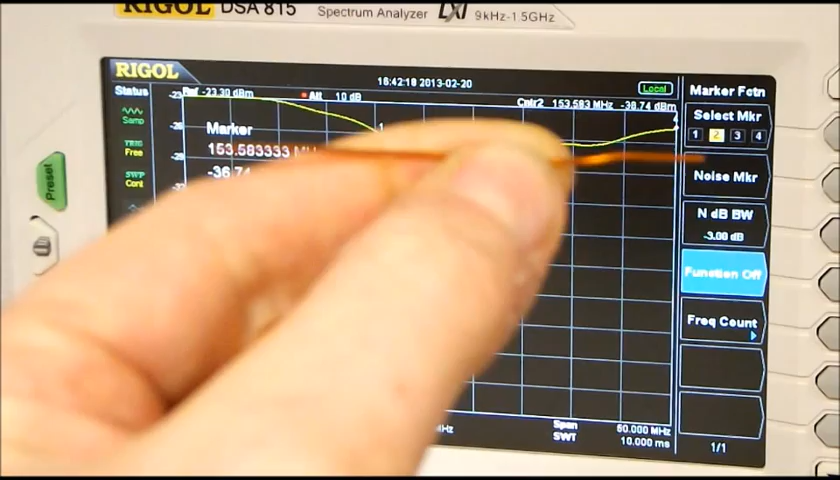 RIGOL DSA 815 Spectrum Analyzer LXI 9kHz-1.5GHz
RIGOL
16:42:18 2013-02-20
Local
Marker Fctn
Status
Ref -23.30 dBm
Att 10 dB
Cntr2 153.583 MHz -38.74 dBm
Select Mkr
1 2 3 4
Samp
Marker
153.583333
TRIG
Free
Noise Mkr
SWP
Cont
N dB BW
-3.00 dB
Preset
Function Off
Freq Count
Span 50.000 MHz
SWT 10.000 ms
1/1